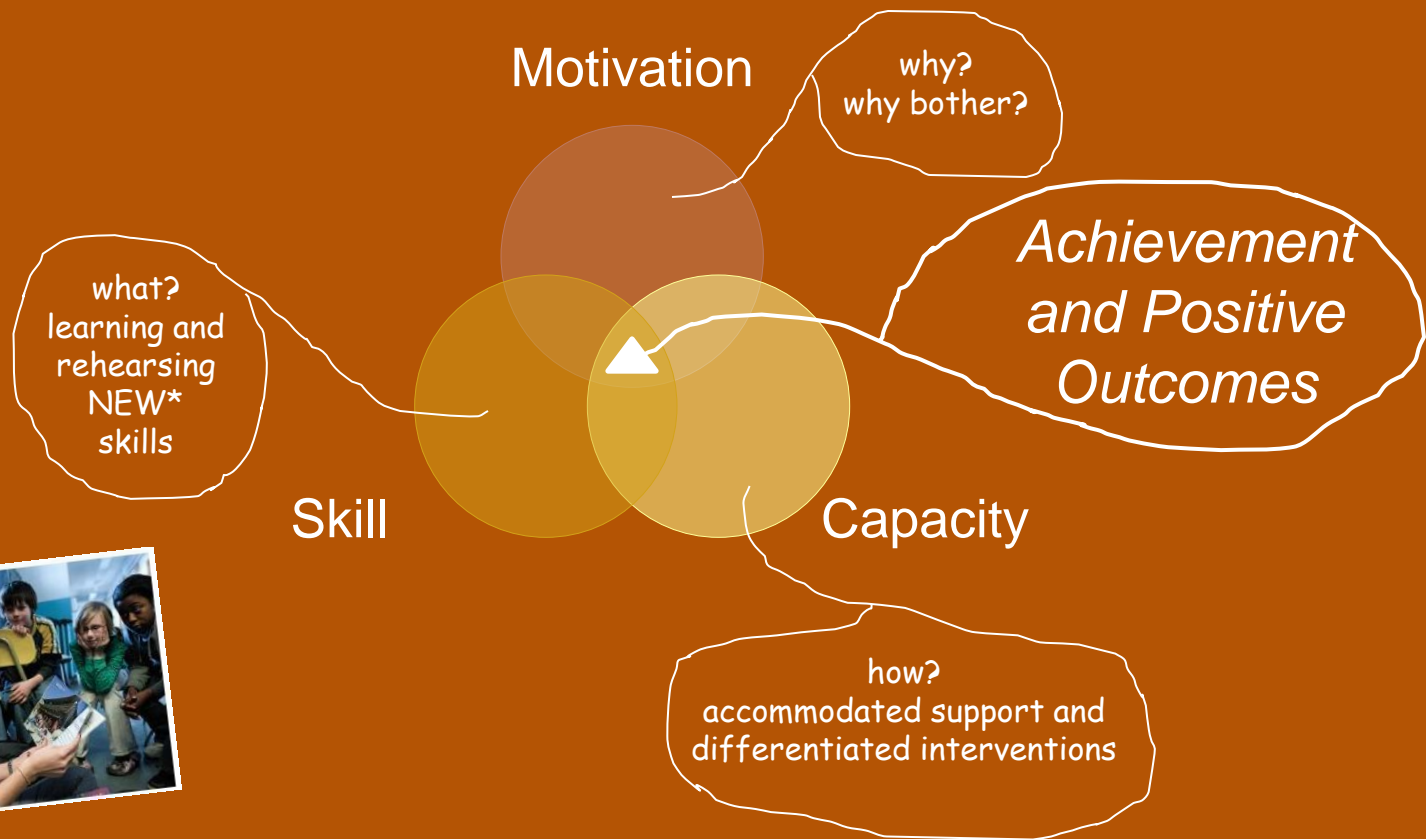 Motivation
why?
why bother?
Achievement
and Positive
Outcomes
what?
learning and
rehearsing
NEW*
skills
Skill
Capacity
how?
accommodated support and
differentiated interventions